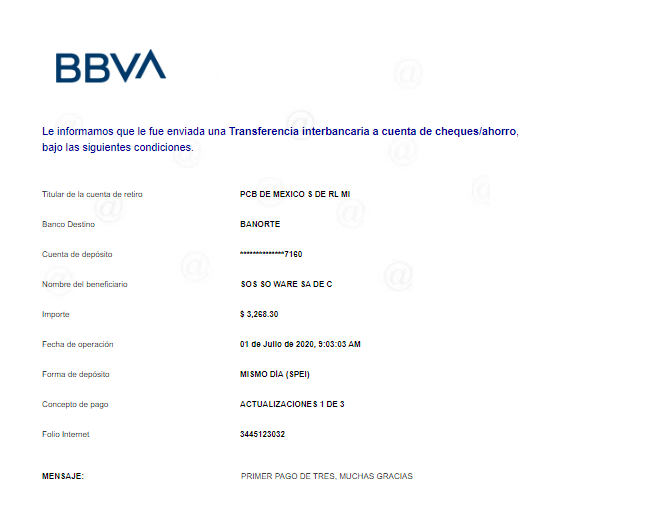 BBVA
Le informamos que le fue enviada una Transferencia interbancaria a cuenta de cheques/ahorro,
bajo las siguientes condiciones.
Titular de la cuenta de retiro PCB DE MEXICO S DE RL MI
Banco Destino BANORTE
Cuenta de depósito **************7160
Nombre del beneficiario SOS SO WARE SA DE C
Importe $ 3,268.30
Fecha de operación 01 de Julio de 2020, 9:03:03 AM
Forma de depósito MISMO DÍA (SPEI)
Concepto de pago ACTUALIZACIONES 1 DE 3
Folio Internet 3445123032
MENSAJE: PRIMER PAGO DE TRES, MUCHAS GRACIAS